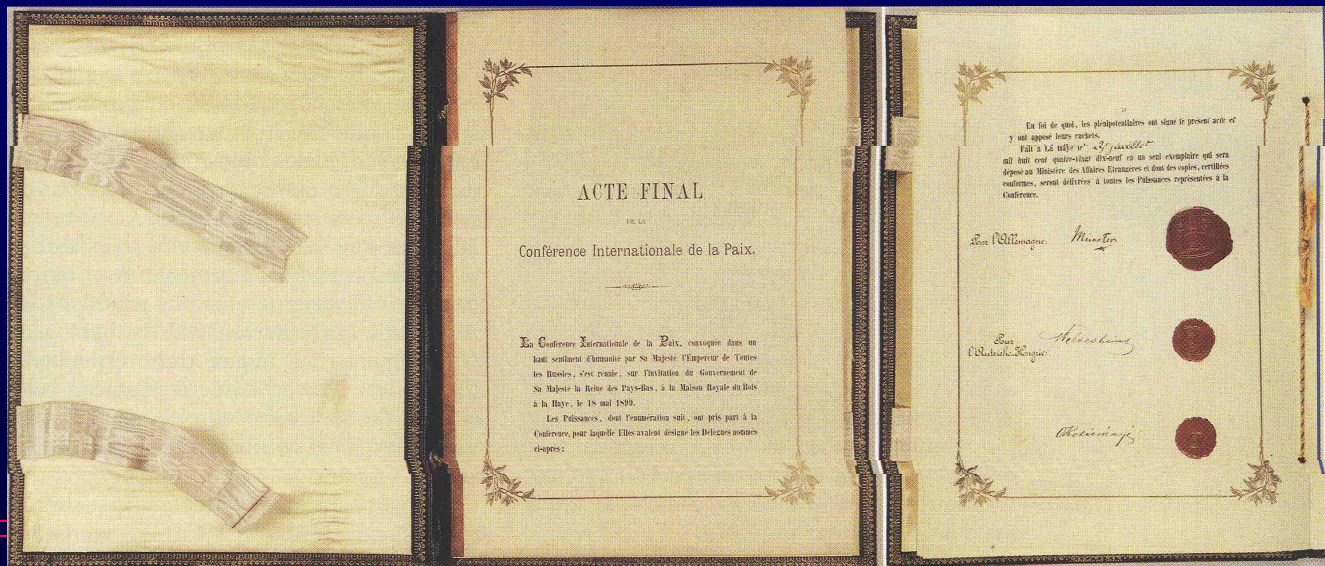 ACTE FINAL
DE LA
Conférence Internationale de la Paix.
La Conférence Internationale de la Paix, convoquée dans un
haut sentiment d'humanité par Sa Majesté l'Empereur de Toutes
les Russies, s'est réunie, sur l'invitation du Gouvernement de
Sa Majesté la Reine des Pays-Bas, à la Maison Royale du Bois
à la Haye, le 18 mai 1899.
Les Puissances, dont l'énumération suit, ont pris part à la
Conférence, pour laquelle Elles avaient désigné les Délégués nommés
ci-après:
En foi de quoi, les plénipotentiaires ont signé le présent acte et
y ont apposé leurs cachets.
Fait à La Haye le 29 juillet
mil huit cent quatre-vingt dix-neuf en un seul exemplaire qui sera
déposé au Ministère des Affaires Etrangères et dont des copies, certifiées
conformes, seront délivrées à toutes les Puissances représentées à la
Conférence.
Pour l'Allemagne: Münster
Pour
l'Autriche-Hongrie: